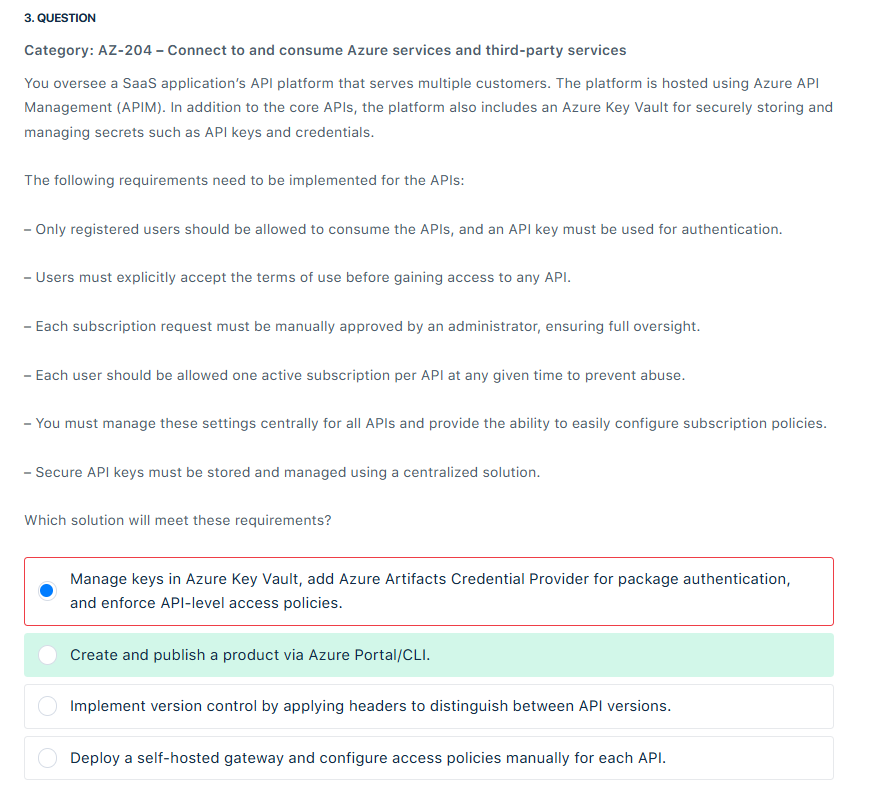 3. QUESTION
Category: AZ-204 – Connect to and consume Azure services and third-party services
You oversee a SaaS application's API platform that serves multiple customers. The platform is hosted using Azure API
Management (APIM). In addition to the core APIs, the platform also includes an Azure Key Vault for securely storing and
managing secrets such as API keys and credentials.
The following requirements need to be implemented for the APIs:
– Only registered users should be allowed to consume the APIs, and an API key must be used for authentication.
– Users must explicitly accept the terms of use before gaining access to any API.
– Each subscription request must be manually approved by an administrator, ensuring full oversight.
– Each user should be allowed one active subscription per API at any given time to prevent abuse.
– You must manage these settings centrally for all APIs and provide the ability to easily configure subscription policies.
– Secure API keys must be stored and managed using a centralized solution.
Which solution will meet these requirements?
Manage keys in Azure Key Vault, add Azure Artifacts Credential Provider for package authentication,
and enforce API-level access policies.
Create and publish a product via Azure Portal/CLI.
Implement version control by applying headers to distinguish between API versions.
Deploy a self-hosted gateway and configure access policies manually for each API.